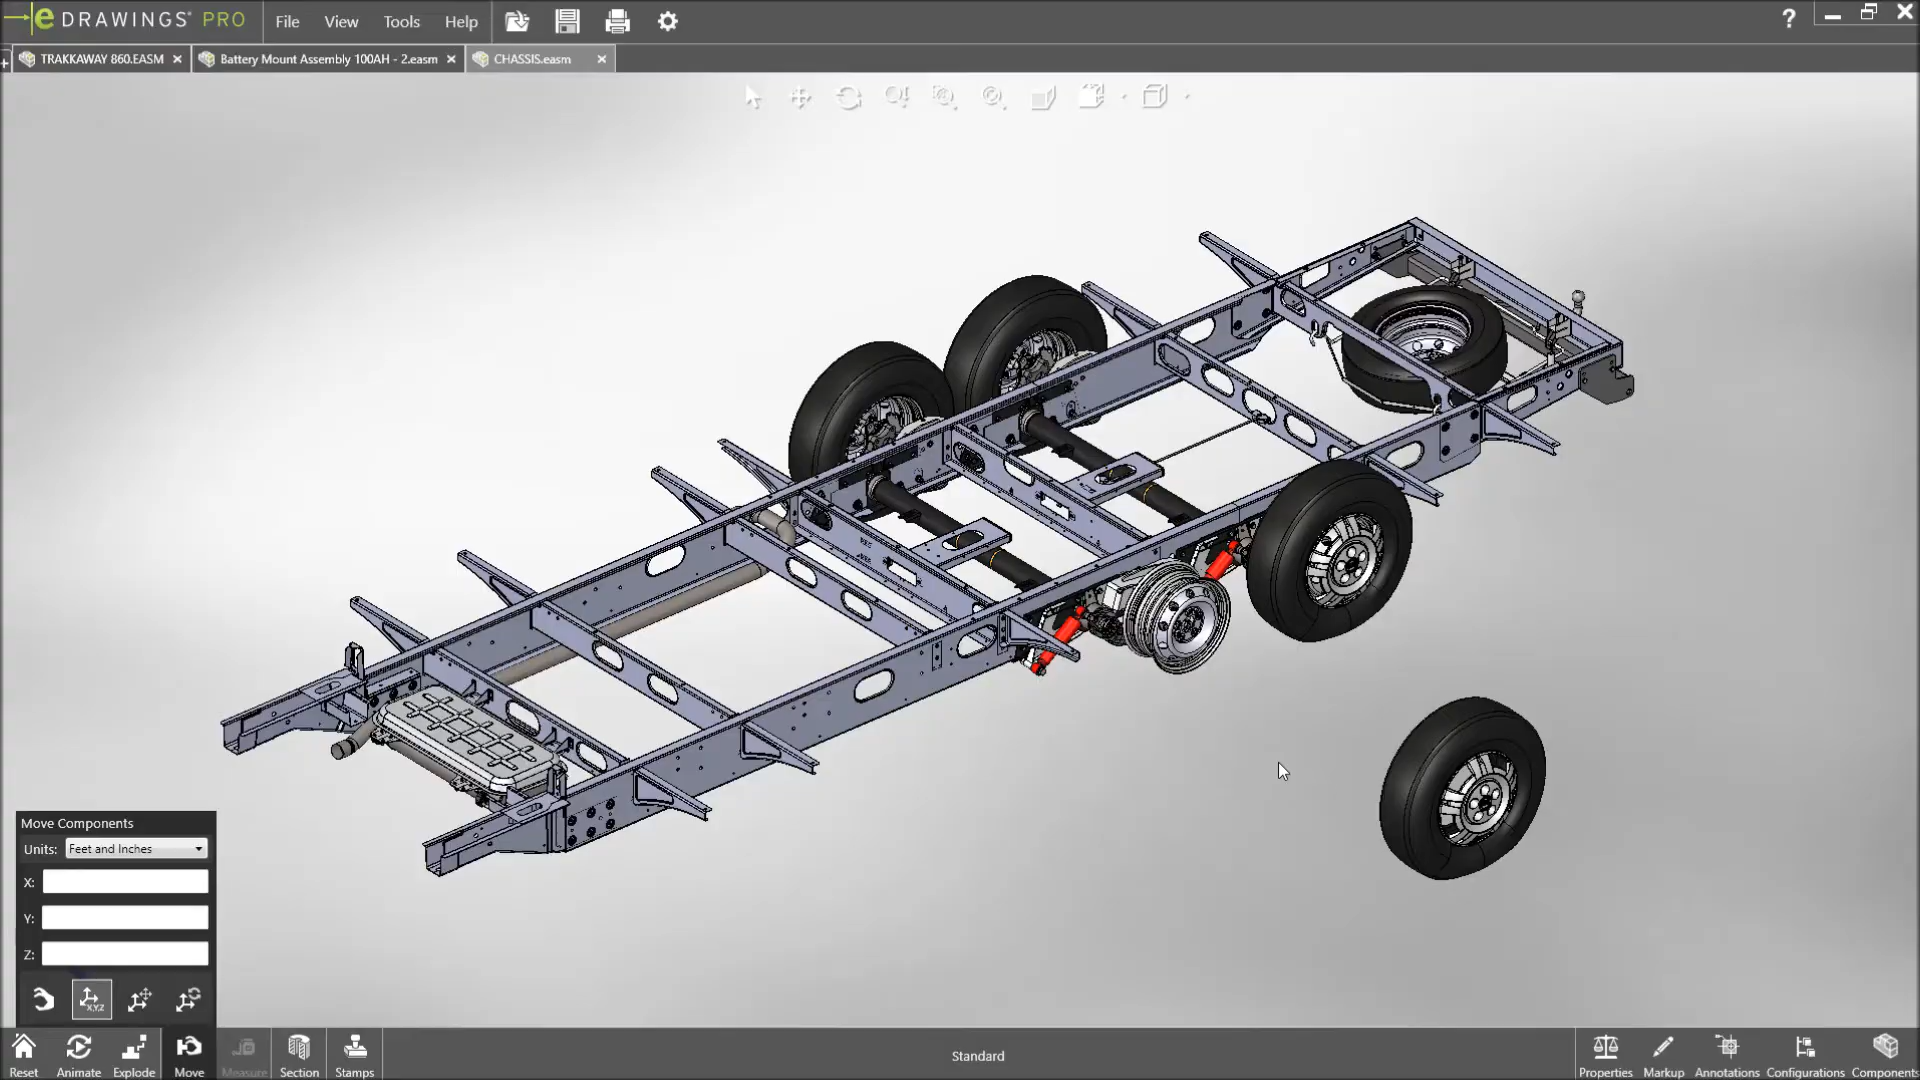 eDRAWINGS® PRO
File View Tools Help
?
TRAKKAWAY 860.EASM
Battery Mount Assembly 100AH - 2.easm
CHASSIS.easm
Move Components
Units: Feet and Inches
X:
Y:
Z:
X,Y,Z
Reset Animate Explode Move Measure Section Stamps
Standard
Properties Markup Annotations Configurations Components